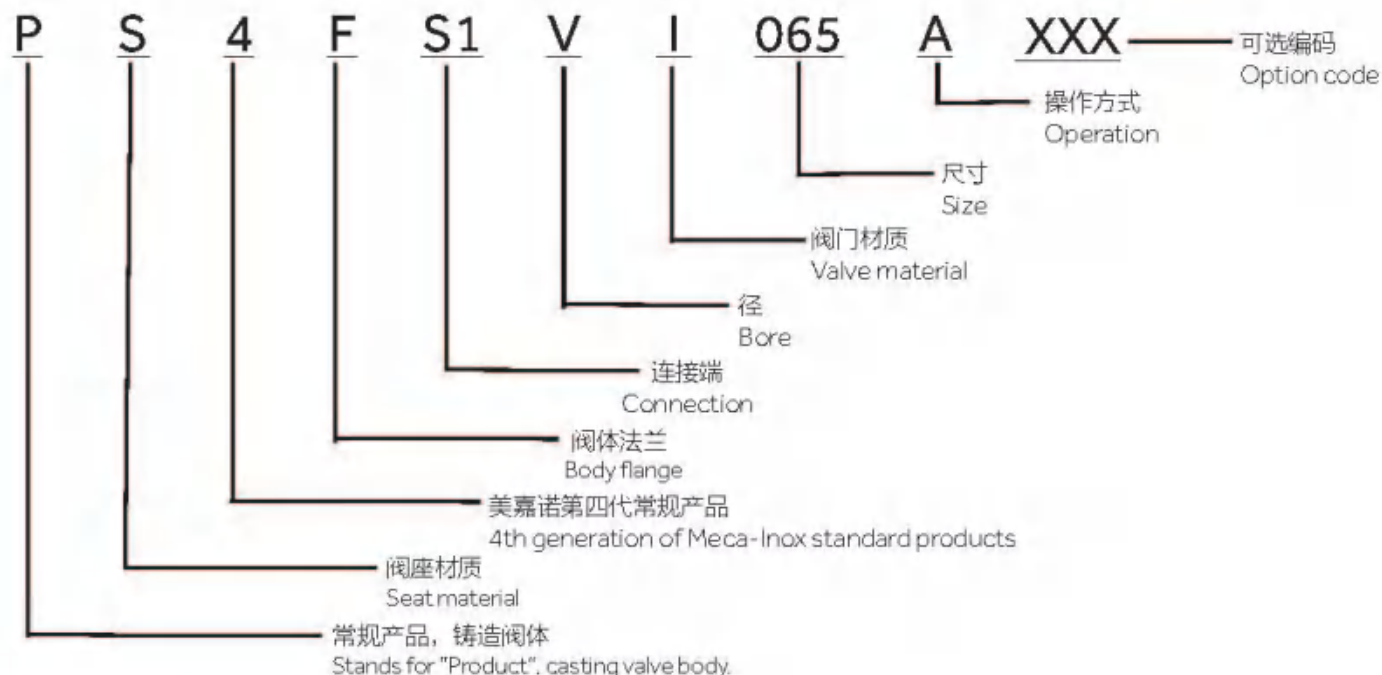 P S 4 F S1 V I 065 A XXX
可选编码
Option code
操作方式
Operation
尺寸
Size
阀门材质
Valve material
径
Bore
连接端
Connection
阀体法兰
Body flange
美嘉诺第四代常规产品
4th generation of Meca-Inox standard products
阀座材质
Seat material
常规产品，铸造阀体
Stands for "Product", casting valve body.